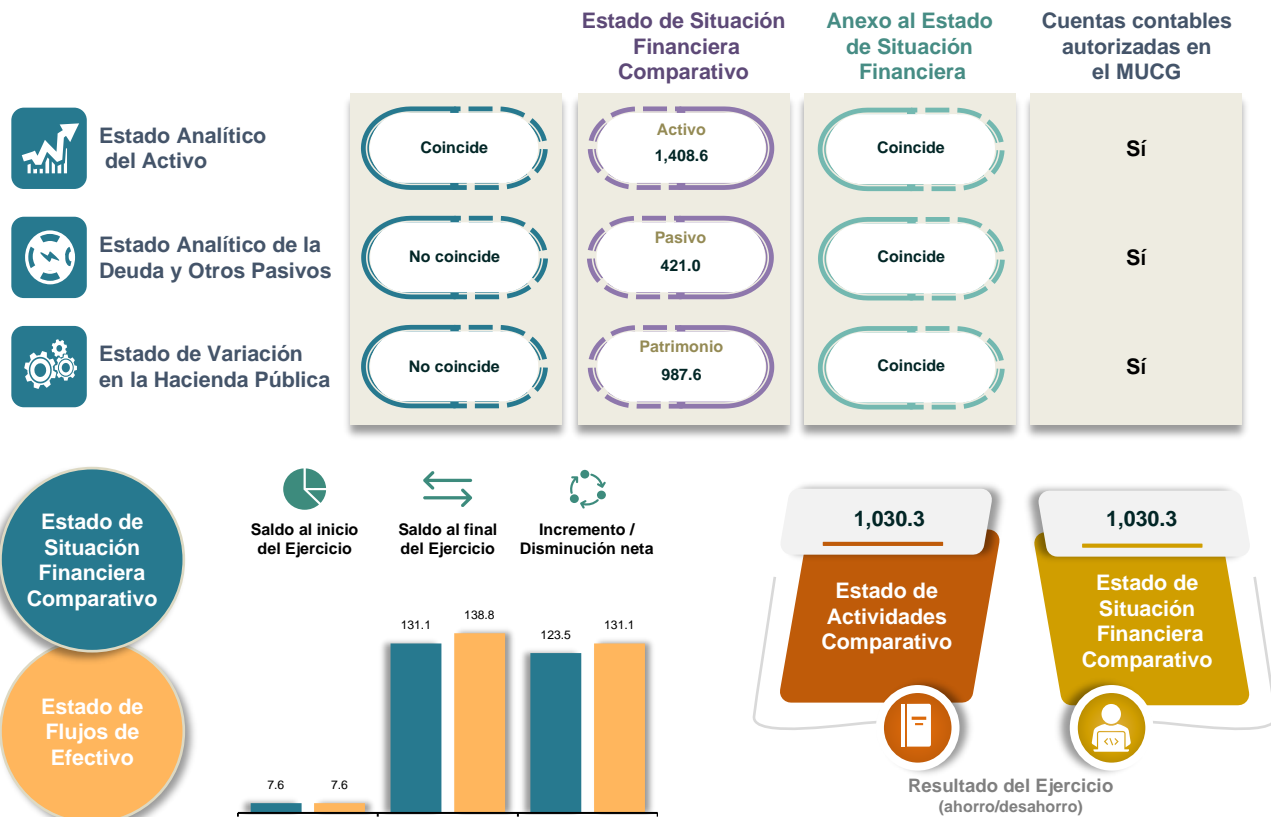 Estado de Situación
Financiera
Comparativo
Anexo al Estado
de Situación
Financiera
Cuentas contables
autorizadas en
el MUCG
Estado Analítico
del Activo
Coincide
Activo
1,408.6
Coincide
Sí
Estado Analítico de la
Deuda y Otros Pasivos
No coincide
Pasivo
421.0
Coincide
Sí
Estado de Variación
en la Hacienda Pública
No coincide
Patrimonio
987.6
Coincide
Sí
Estado de
Situación
Financiera
Comparativo
Estado de
Flujos de
Efectivo
Saldo al inicio
del Ejercicio
Saldo al final
del Ejercicio
Incremento /
Disminución neta
7.6
7.6
131.1
138.8
123.5
131.1
1,030.3
Estado de
Actividades
Comparativo
1,030.3
Estado de
Situación
Financiera
Comparativo
Resultado del Ejercicio
(ahorro/desahorro)